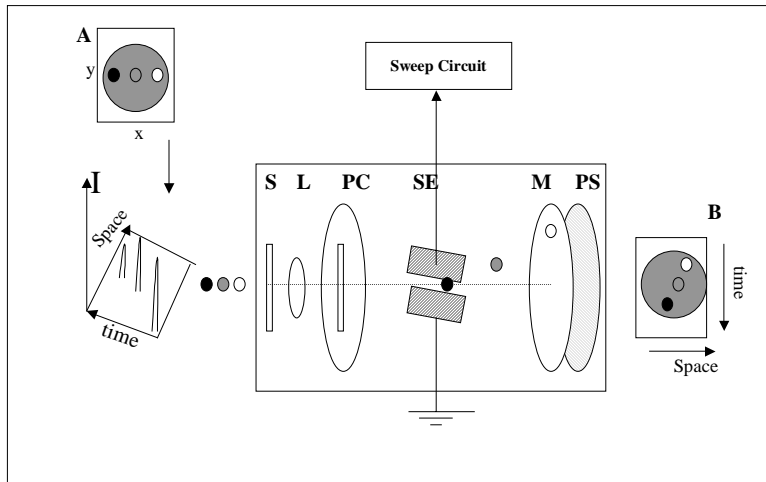 A
y
x
Sweep Circuit
I
Space
time
S L PC SE M PS
B
time
Space